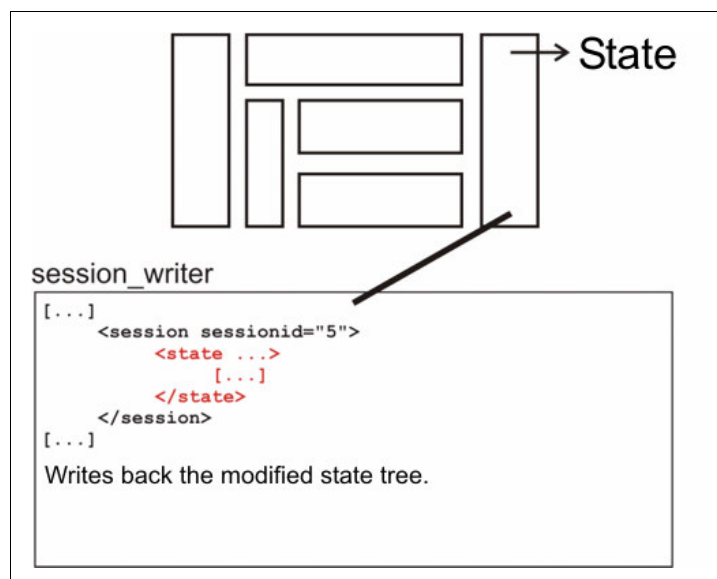 State
session_writer
[...]
<session sessionid="5">
<state ...>
[...]
</state>
</session>
[...]
Writes back the modified state tree.